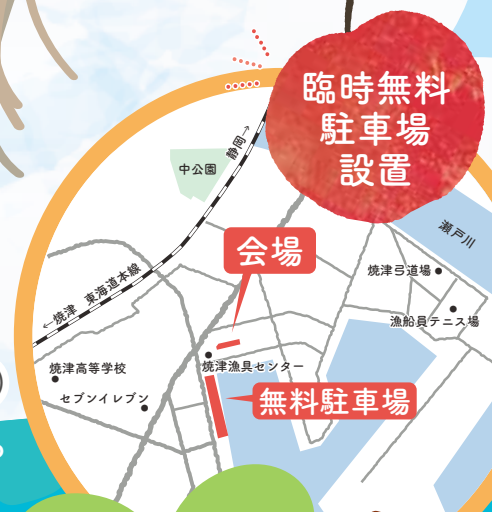 臨時無料
駐車場
設置
静岡→
中公園
瀬戸川
会場
焼津弓道場
←焼津 東海道本線
漁船員テニス場
焼津漁具センター
焼津高等学校
無料駐車場
セブンイレブン